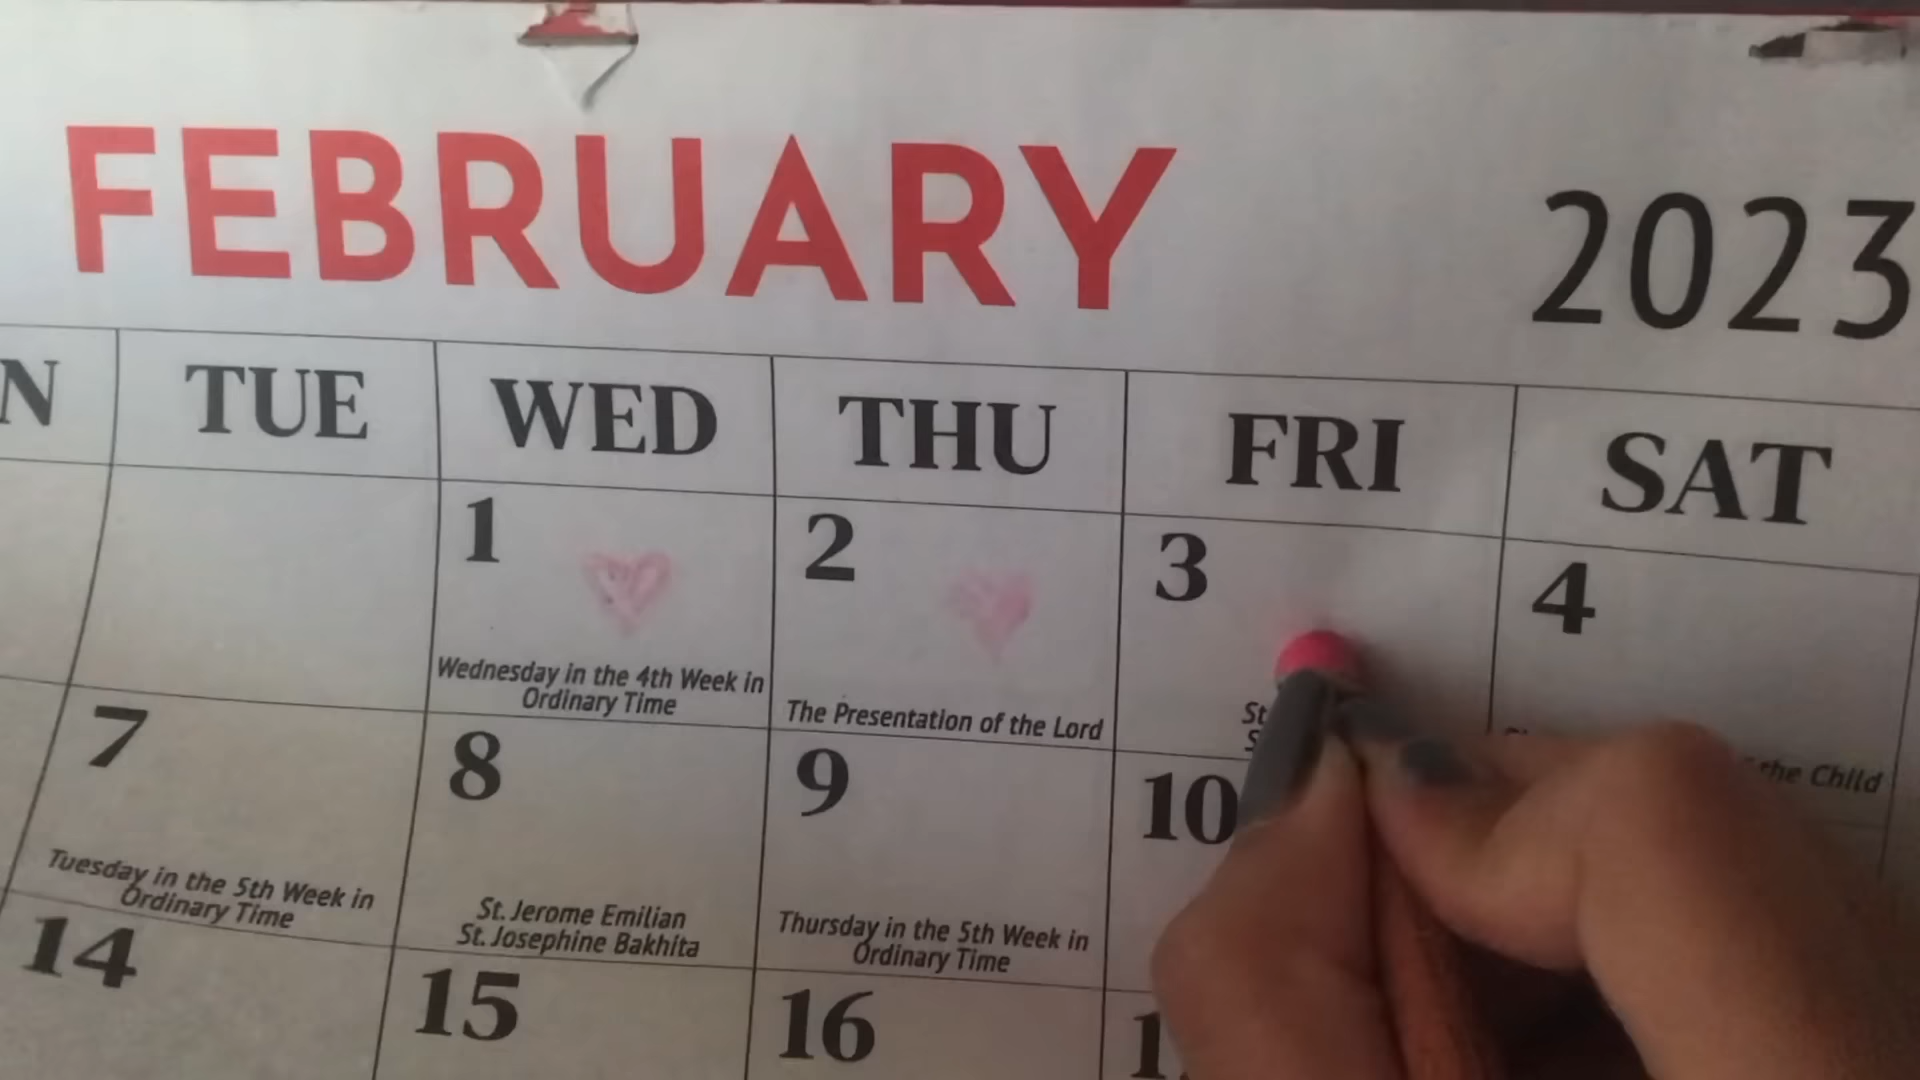 FEBRUARY 2023
TUE WED THU FRI SAT
1 2 3 4
Wednesday in the 4th Week in
Ordinary Time
The Presentation of the Lord
the Child
7 8 9 10
Tuesday in the 5th Week in
Ordinary Time
St. Jerome Emilian
St. Josephine Bakhita
Thursday in the 5th Week in
Ordinary Time
14 15 16